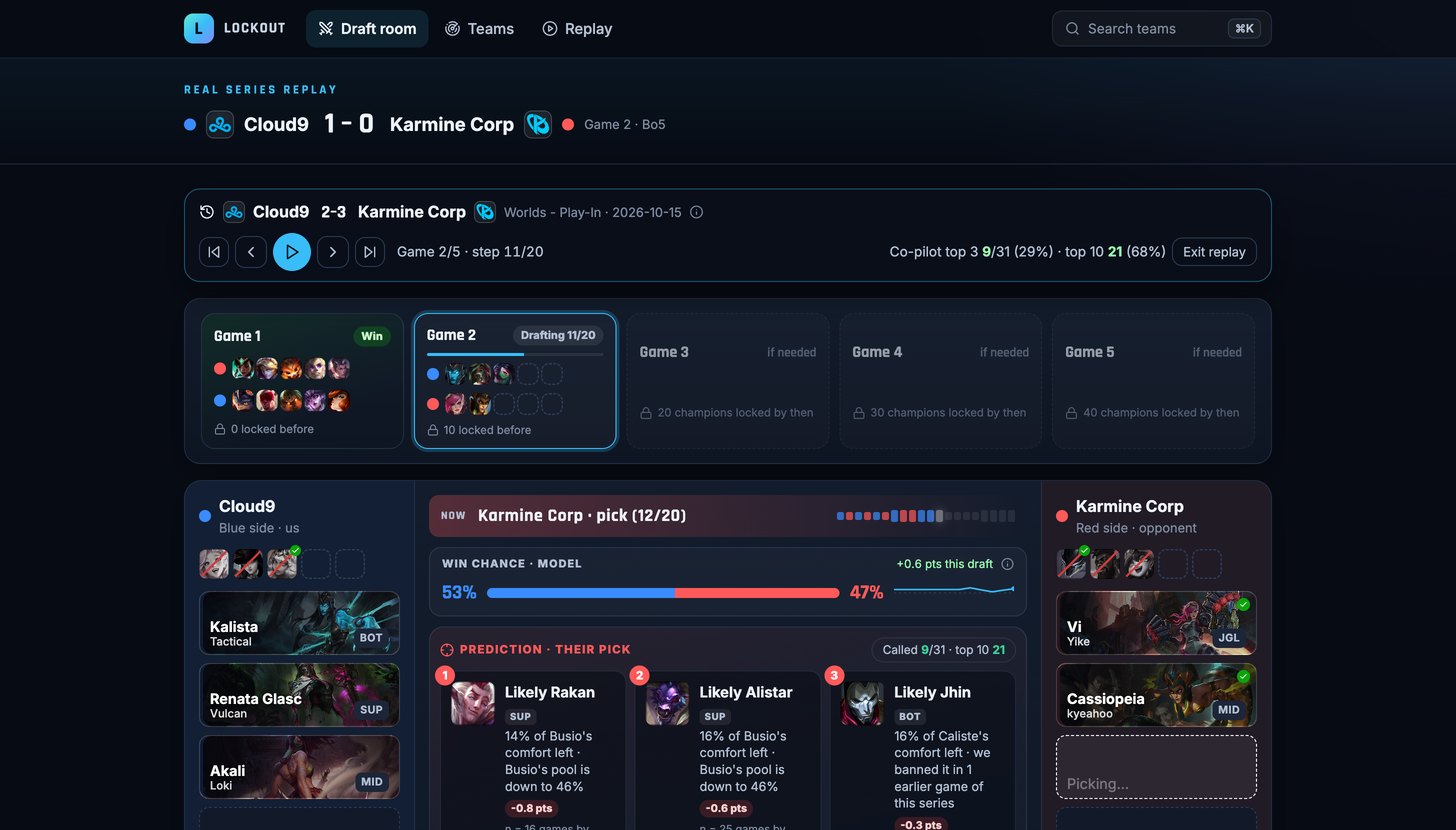 L LOCKOUT Draft room Teams Replay Search teams ⌘K
REAL SERIES REPLAY
Cloud9 1 – 0 Karmine Corp Game 2 · Bo5
Cloud9 2-3 Karmine Corp Worlds - Play-In · 2026-10-15
Game 2/5 · step 11/20 Co-pilot top 3 9/31 (29%) · top 10 21 (68%) Exit replay
Game 1 Win
0 locked before
Game 2 Drafting 11/20
10 locked before
Game 3 if needed
20 champions locked by then
Game 4 if needed
30 champions locked by then
Game 5 if needed
40 champions locked by then
Cloud9
Blue side · us
Kalista
Tactical
BOT
Renata Glasc
Vulcan
SUP
Akali
Loki
MID
NOW Karmine Corp · pick (12/20)
WIN CHANCE · MODEL +0.6 pts this draft
53% 47%
PREDICTION · THEIR PICK Called 9/31 · top 10 21
1
Likely Rakan
SUP
14% of Busio's
comfort left ·
Busio's pool is
down to 46%
-0.8 pts
n = 16 games by
2
Likely Alistar
SUP
16% of Busio's
comfort left ·
Busio's pool is
down to 46%
-0.6 pts
n = 25 games by
3
Likely Jhin
BOT
16% of Caliste's
comfort left · we
banned it in 1
earlier game of
this series
-0.3 pts
Karmine Corp
Red side · opponent
Vi
Yike
JGL
Cassiopeia
kyeahoo
MID
Picking...